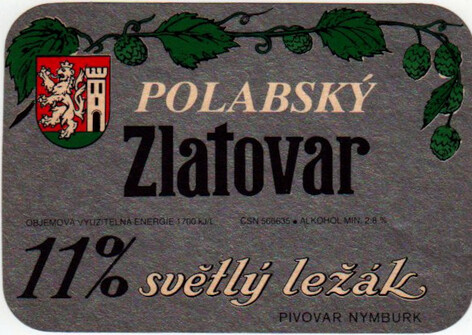 POLABSKÝ
Zlatovar
OBJEMOVÁ VYUŽITELNÁ ENERGIE 1700 kJ/L ČSN 566635 • ALKOHOL MIN. 2,8 %
11% světlý ležák
PIVOVAR NYMBURK